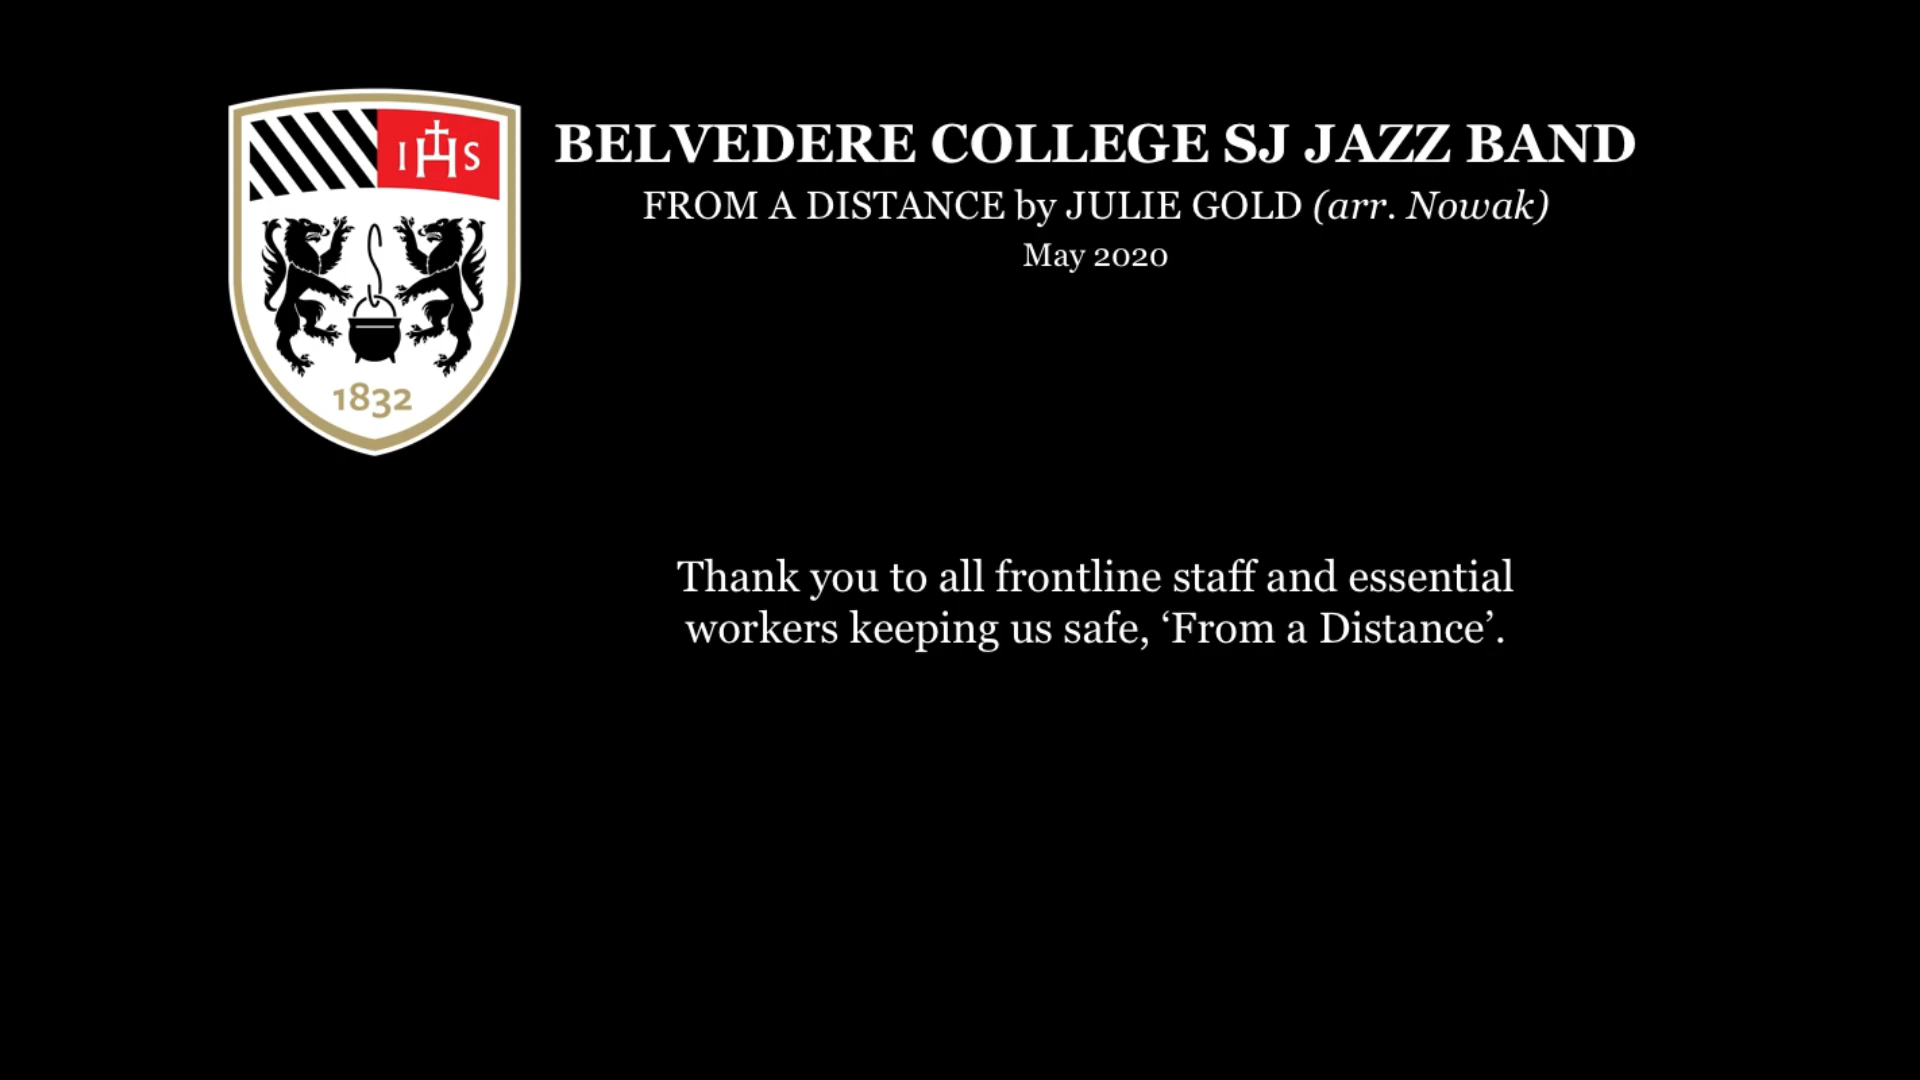 IHS
1832
BELVEDERE COLLEGE SJ JAZZ BAND
FROM A DISTANCE by JULIE GOLD (arr. Nowak)
May 2020
Thank you to all frontline staff and essential
workers keeping us safe, ‘From a Distance’.